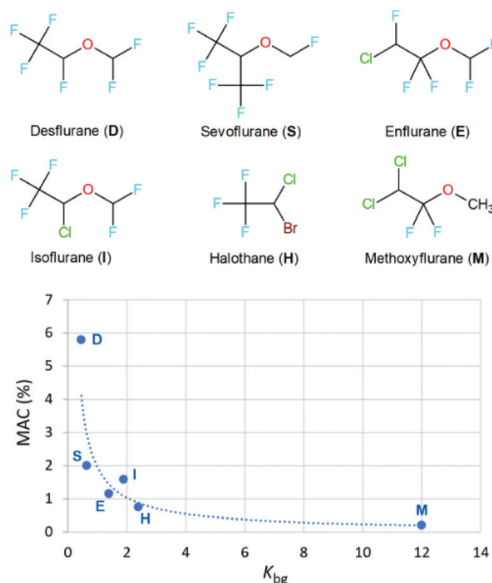 F
F
O
F
F
F
F
Desflurane (D)
F
F
O
F
F
F
F
F
Sevoflurane (S)
F
Cl
O
F
F
F
F
Enflurane (E)
F
F
O
F
F
Cl
F
Isoflurane (I)
Cl
F
F
F
Br
Halothane (H)
Cl
Cl
O
CH₃
F
F
Methoxyflurane (M)
MAC (%)
7
6
5
4
3
2
1
0
D
S
I
E
H
M
0
2
4
6
8
10
12
14
Kbg